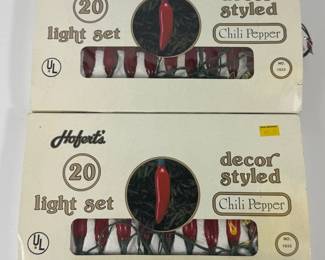 20
decor
styled
light set
Chili Pepper
UL
Hofert's
20
decor
styled
light set
Chili Pepper
UL